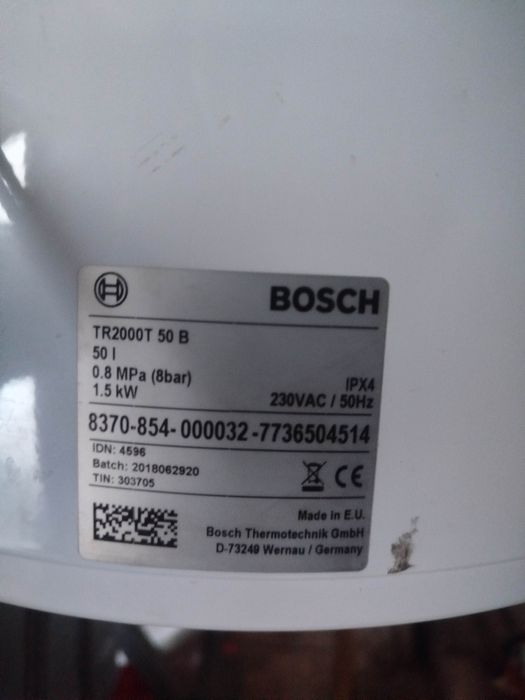 BOSCH
TR2000T 50 B
50 l
0.8 MPa (8bar)
1.5 kW
IPX4
230VAC / 50Hz
8370-854-000032-7736504514
IDN: 4596
Batch: 2018062920
TIN: 303705
CE
Made in E.U.
Bosch Thermotechnik GmbH
D-73249 Wernau / Germany